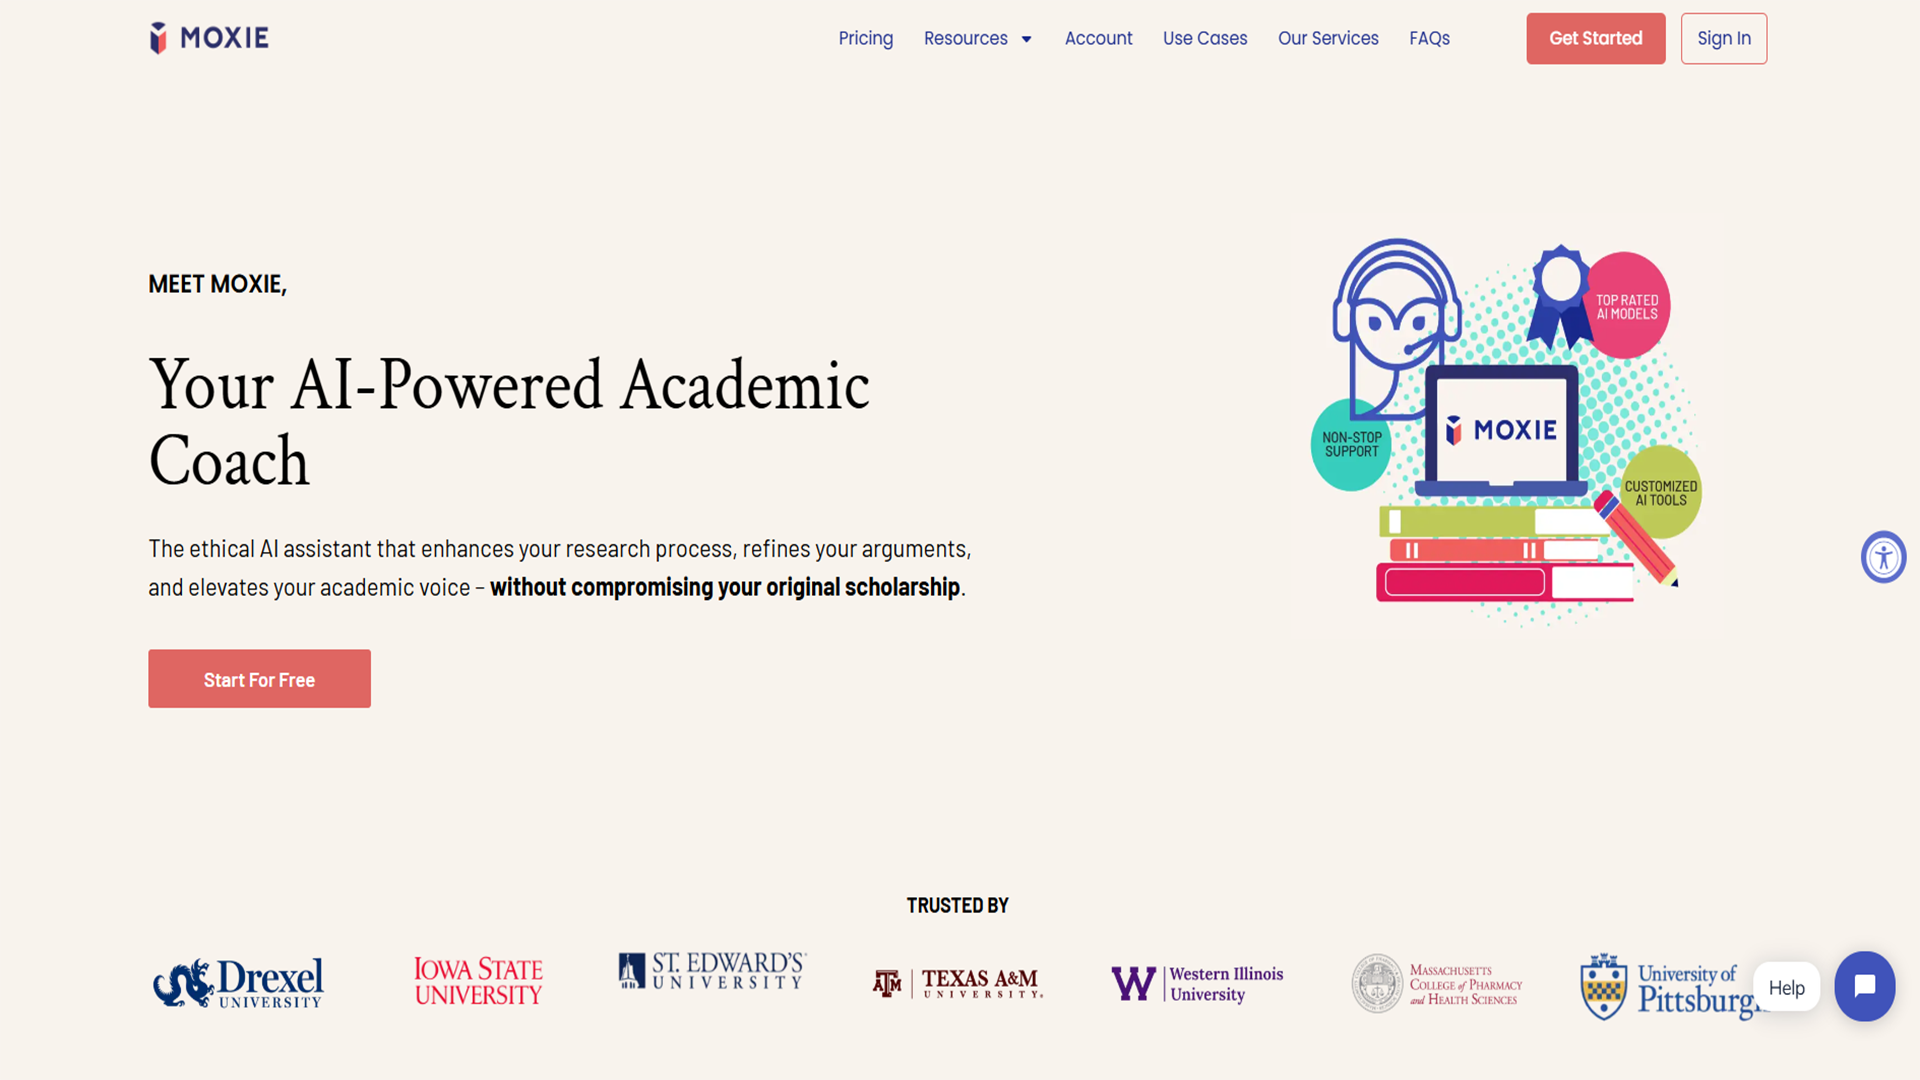 MOXIE
Pricing
Resources
Account
Use Cases
Our Services
FAQs
Get Started
Sign In
MEET MOXIE,
Your AI-Powered Academic
Coach
The ethical AI assistant that enhances your research process, refines your arguments,
and elevates your academic voice – without compromising your original scholarship.
Start For Free
TOP RATED
AI MODELS
NON-STOP
SUPPORT
MOXIE
CUSTOMIZED
AI TOOLS
TRUSTED BY
Drexel
UNIVERSITY
IOWA STATE
UNIVERSITY
ST. EDWARD'S
UNIVERSITY
ATM
TEXAS A&M
UNIVERSITY
W
Western Illinois
University
MASSACHUSETTS
COLLEGE of PHARMACY
and HEALTH SCIENCES
University of
Pittsburg
Help